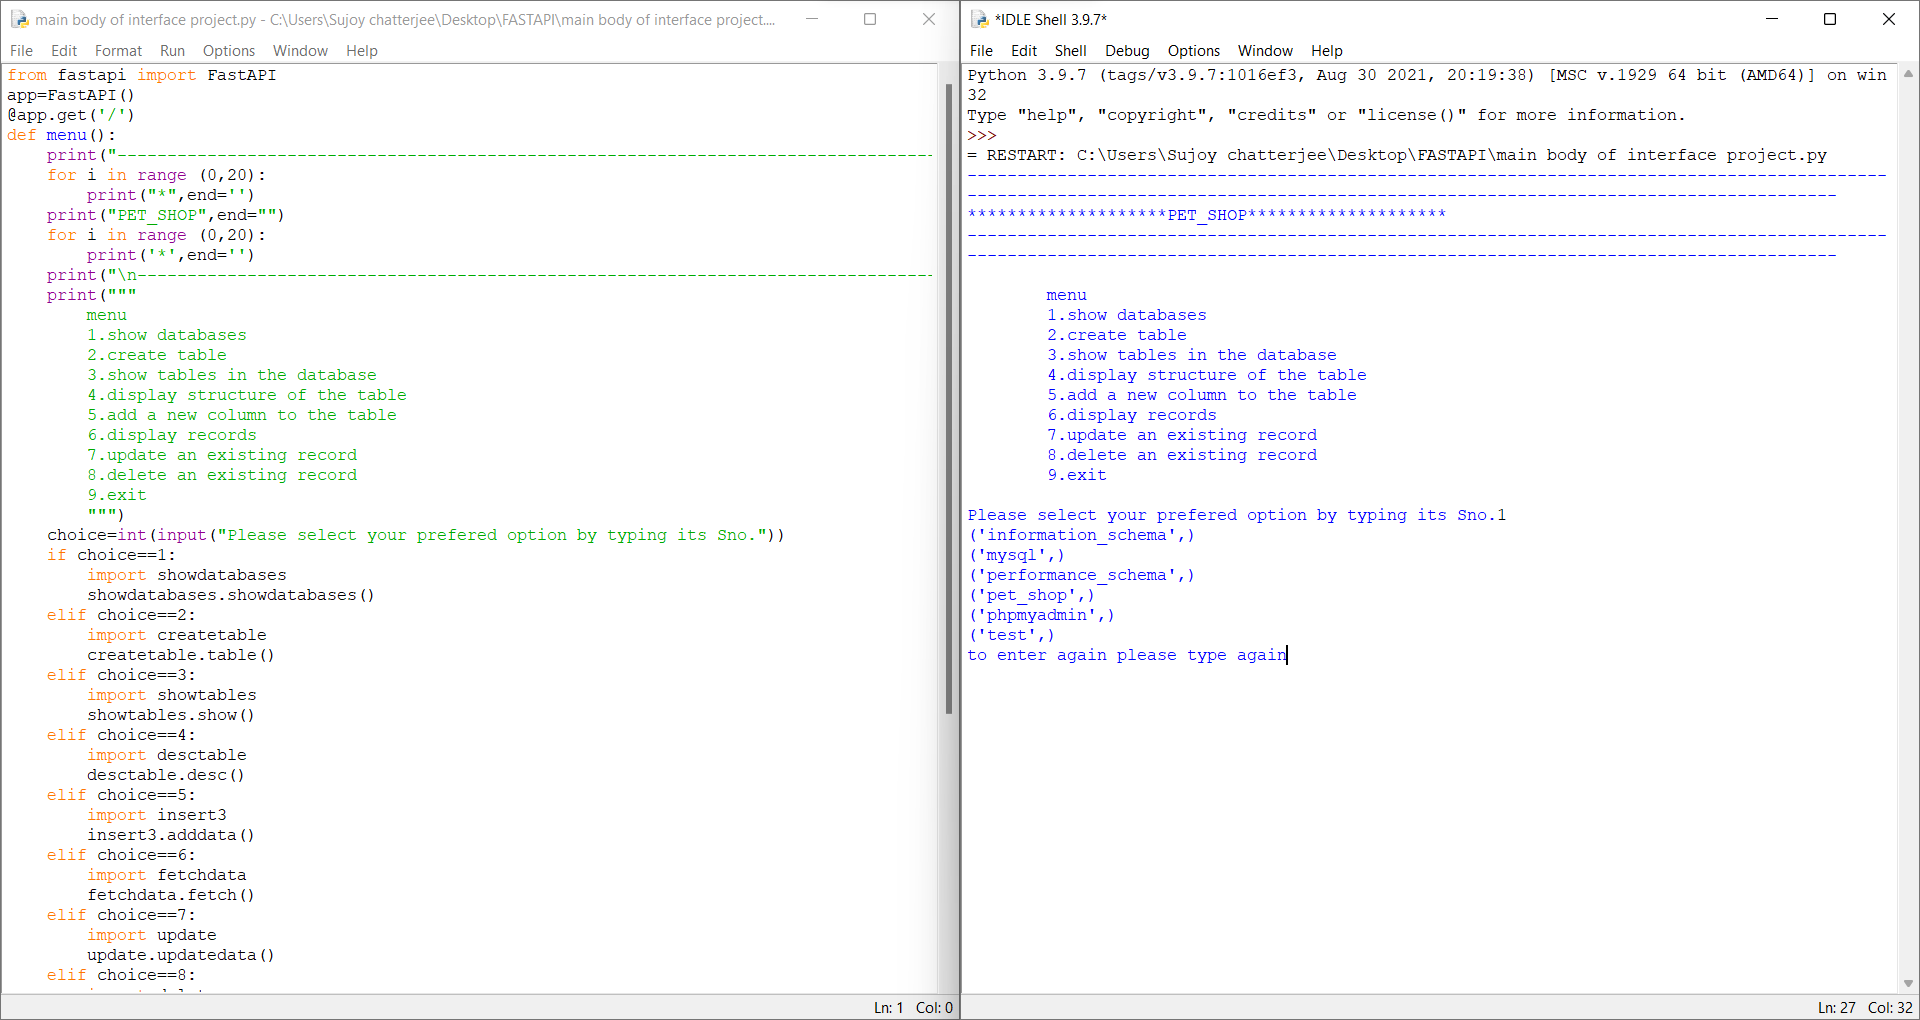 main body of interface project.py - C:\Users\Sujoy chatterjee\Desktop\FASTAPI\main body of interface project....
File Edit Format Run Options Window Help
from fastapi import FastAPI
app=FastAPI()
@app.get('/')
def menu():
    print("--------------------------------------------------------------------------------
    for i in range (0,20):
        print("*",end='')
    print("PET_SHOP",end="")
    for i in range (0,20):
        print('*',end='')
    print("\n--------------------------------------------------------------------------------
    print("""
        menu
        1.show databases
        2.create table
        3.show tables in the database
        4.display structure of the table
        5.add a new column to the table
        6.display records
        7.update an existing record
        8.delete an existing record
        9.exit
        """)
    choice=int(input("Please select your prefered option by typing its Sno."))
    if choice==1:
        import showdatabases
        showdatabases.showdatabases()
    elif choice==2:
        import createtable
        createtable.table()
    elif choice==3:
        import showtables
        showtables.show()
    elif choice==4:
        import desctable
        desctable.desc()
    elif choice==5:
        import insert3
        insert3.adddata()
    elif choice==6:
        import fetchdata
        fetchdata.fetch()
    elif choice==7:
        import update
        update.updatedata()
    elif choice==8:
Ln: 1 Col: 0
*IDLE Shell 3.9.7*
File Edit Shell Debug Options Window Help
Python 3.9.7 (tags/v3.9.7:1016ef3, Aug 30 2021, 20:19:38) [MSC v.1929 64 bit (AMD64)] on win
32
Type "help", "copyright", "credits" or "license()" for more information.
>>>
= RESTART: C:\Users\Sujoy chatterjee\Desktop\FASTAPI\main body of interface project.py
--------------------------------------------------------------------------------------------
---------------------------------------------------------------------------------------
********************PET_SHOP********************
--------------------------------------------------------------------------------------------
---------------------------------------------------------------------------------------
        menu
        1.show databases
        2.create table
        3.show tables in the database
        4.display structure of the table
        5.add a new column to the table
        6.display records
        7.update an existing record
        8.delete an existing record
        9.exit
Please select your prefered option by typing its Sno.1
('information_schema',)
('mysql',)
('performance_schema',)
('pet_shop',)
('phpmyadmin',)
('test',)
to enter again please type again
Ln: 27 Col: 32